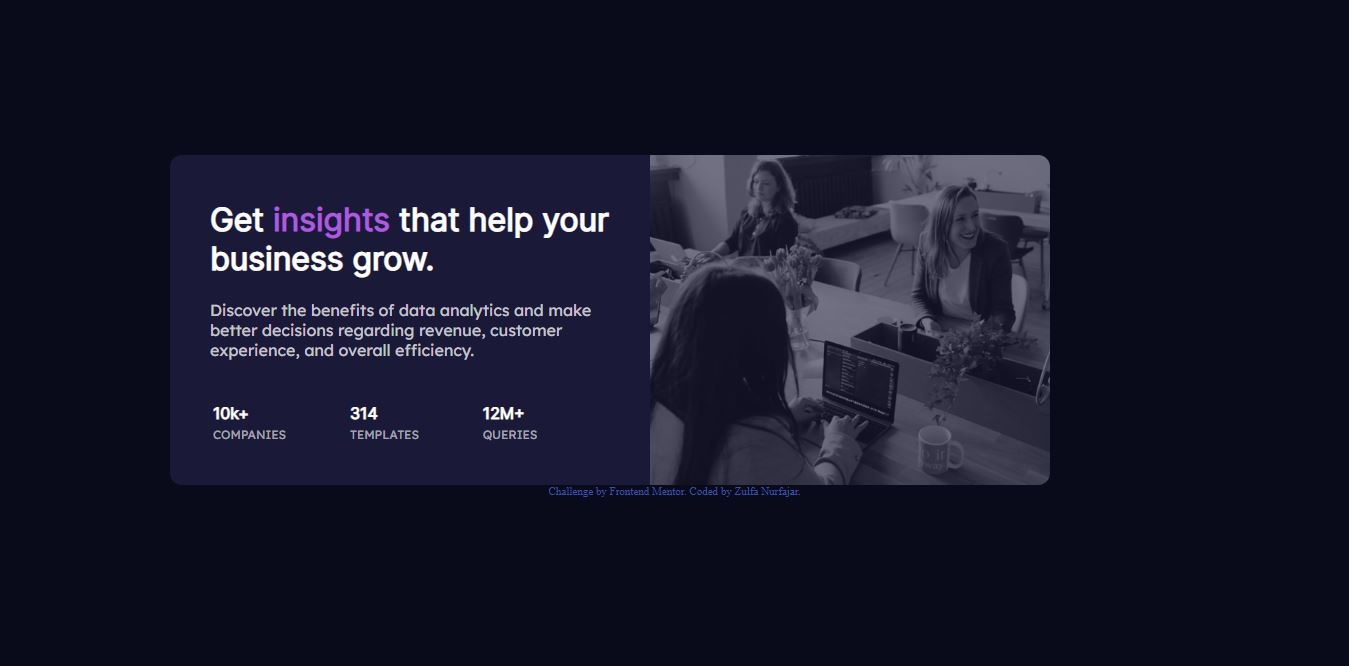 Get insights that help your
business grow.
Discover the benefits of data analytics and make
better decisions regarding revenue, customer
experience, and overall efficiency.
10k+ 314 12M+
COMPANIES TEMPLATES QUERIES
Challenge by Frontend Mentor. Coded by Zulfa Nurfajar.